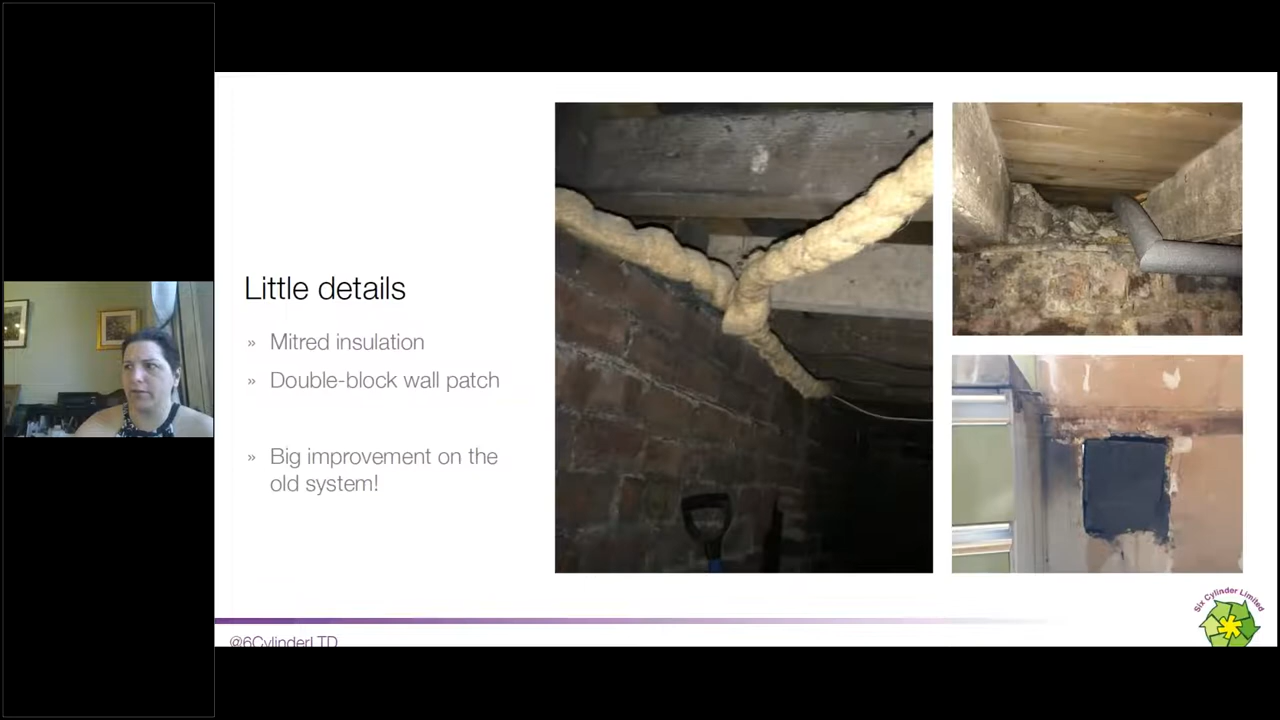 Little details
» Mitred insulation
» Double-block wall patch
» Big improvement on the
old system!
@6CylinderLTD
Six Cylinder Limited